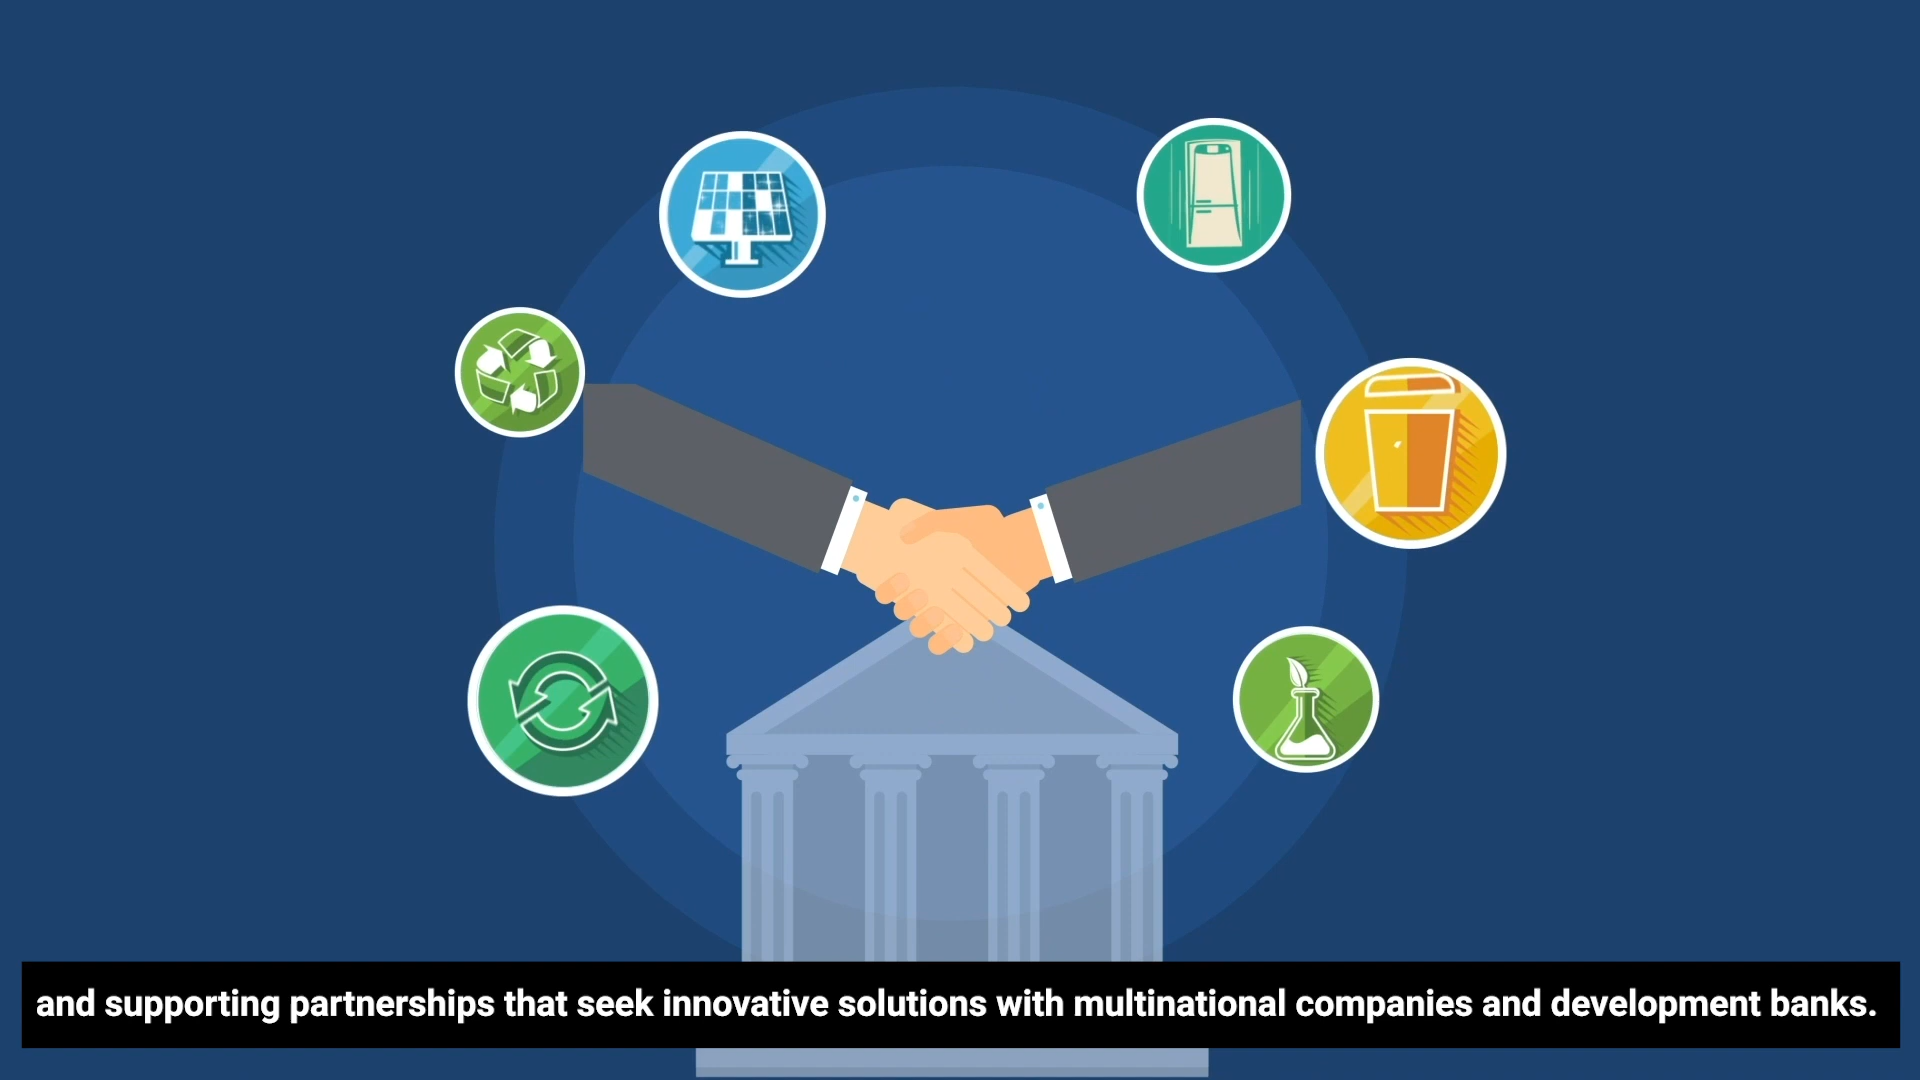 and supporting partnerships that seek innovative solutions with multinational companies and development banks.